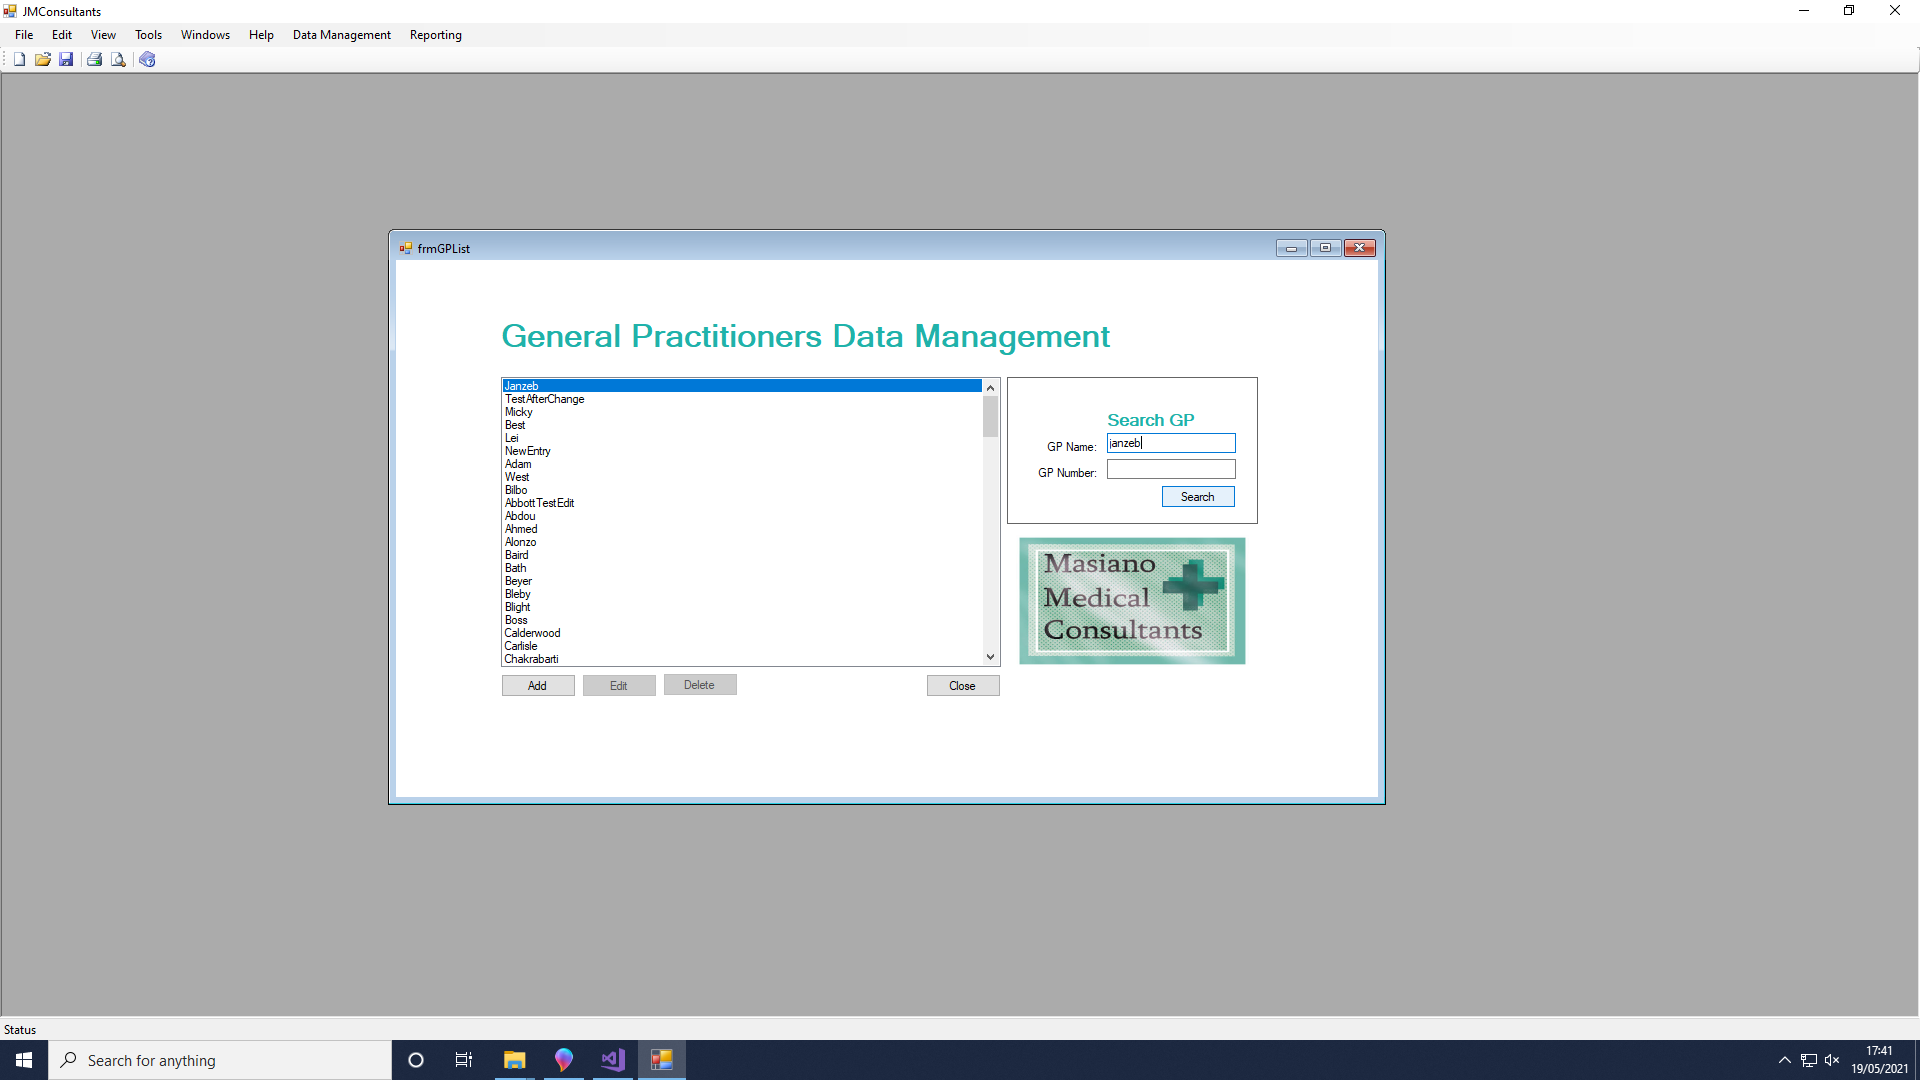 JMConsultants
File Edit View Tools Windows Help Data Management Reporting
frmGPList
General Practitioners Data Management
Janzeb
TestAfterChange
Micky
Best
Lei
NewEntry
Adam
West
Bilbo
AbbottTestEdit
Abdou
Ahmed
Alonzo
Baird
Bath
Beyer
Bleby
Blight
Boss
Calderwood
Carlisle
Chakrabarti
Search GP
GP Name: janzeb
GP Number:
Search
Masiano
Medical
Consultants
Add Edit Delete Close
Status
Search for anything
17:41
19/05/2021